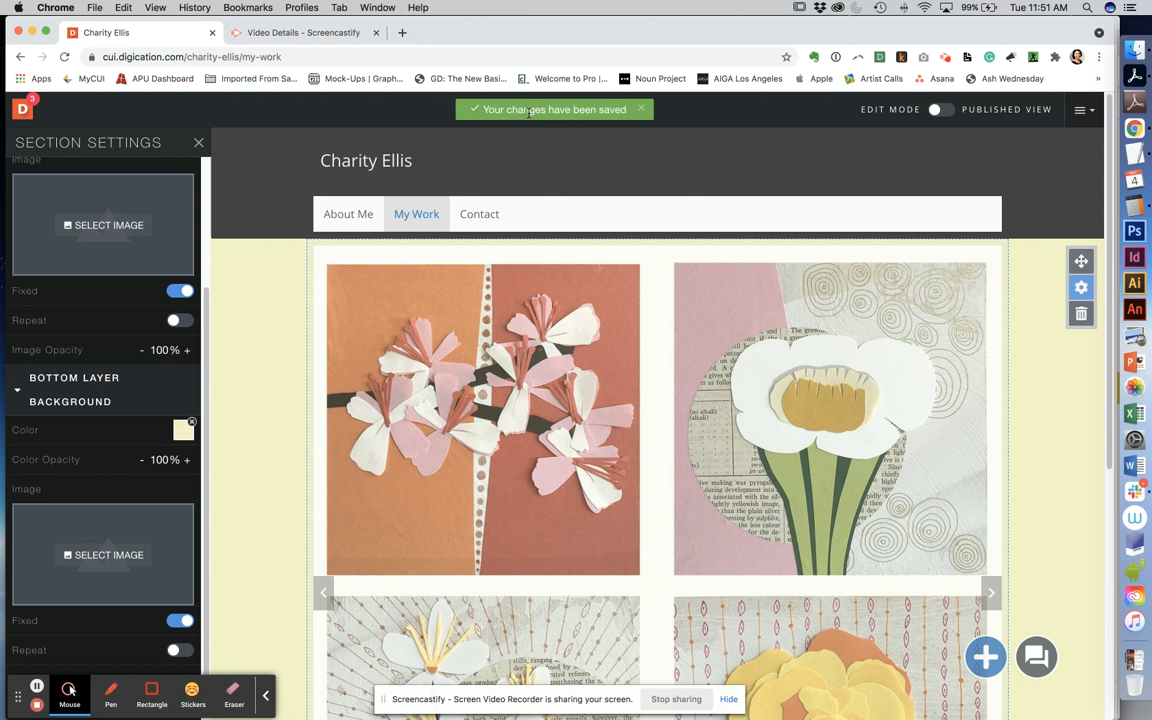 Chrome File Edit View History Bookmarks Profiles Tab Window Help 99% Tue 11:51 AM
Charity Ellis Video Details - Screencastify
cui.digication.com/charity-ellis/my-work
Apps MyCUI APU Dashboard Imported From Sa... Mock-Ups | Graph... GD: The New Basi... Welcome to Pro |... Noun Project AIGA Los Angeles Apple Artist Calls Asana Ash Wednesday »
D 3 Your changes have been saved EDIT MODE PUBLISHED VIEW
SECTION SETTINGS
Charity Ellis
Image
SELECT IMAGE
About Me My Work Contact
Fixed
Repeat
Image Opacity - 100% +
BOTTOM LAYER
BACKGROUND
Color
Color Opacity - 100% +
Image
SELECT IMAGE
Fixed
Repeat
Mouse Pen Rectangle Stickers Eraser
Screencastify - Screen Video Recorder is sharing your screen. Stop sharing Hide